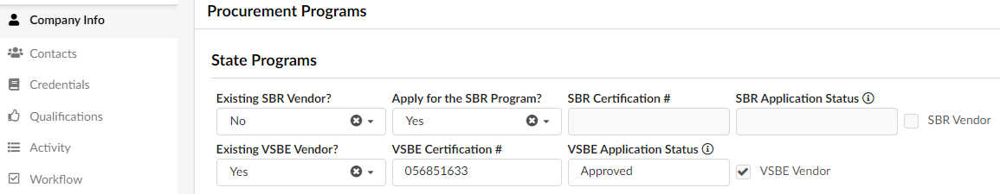 Company Info
Contacts
Credentials
Qualifications
Activity
Workflow
Procurement Programs
State Programs
Existing SBR Vendor? Apply for the SBR Program? SBR Certification # SBR Application Status
No Yes SBR Vendor
Existing VSBE Vendor? VSBE Certification # VSBE Application Status
Yes 056851633 Approved VSBE Vendor